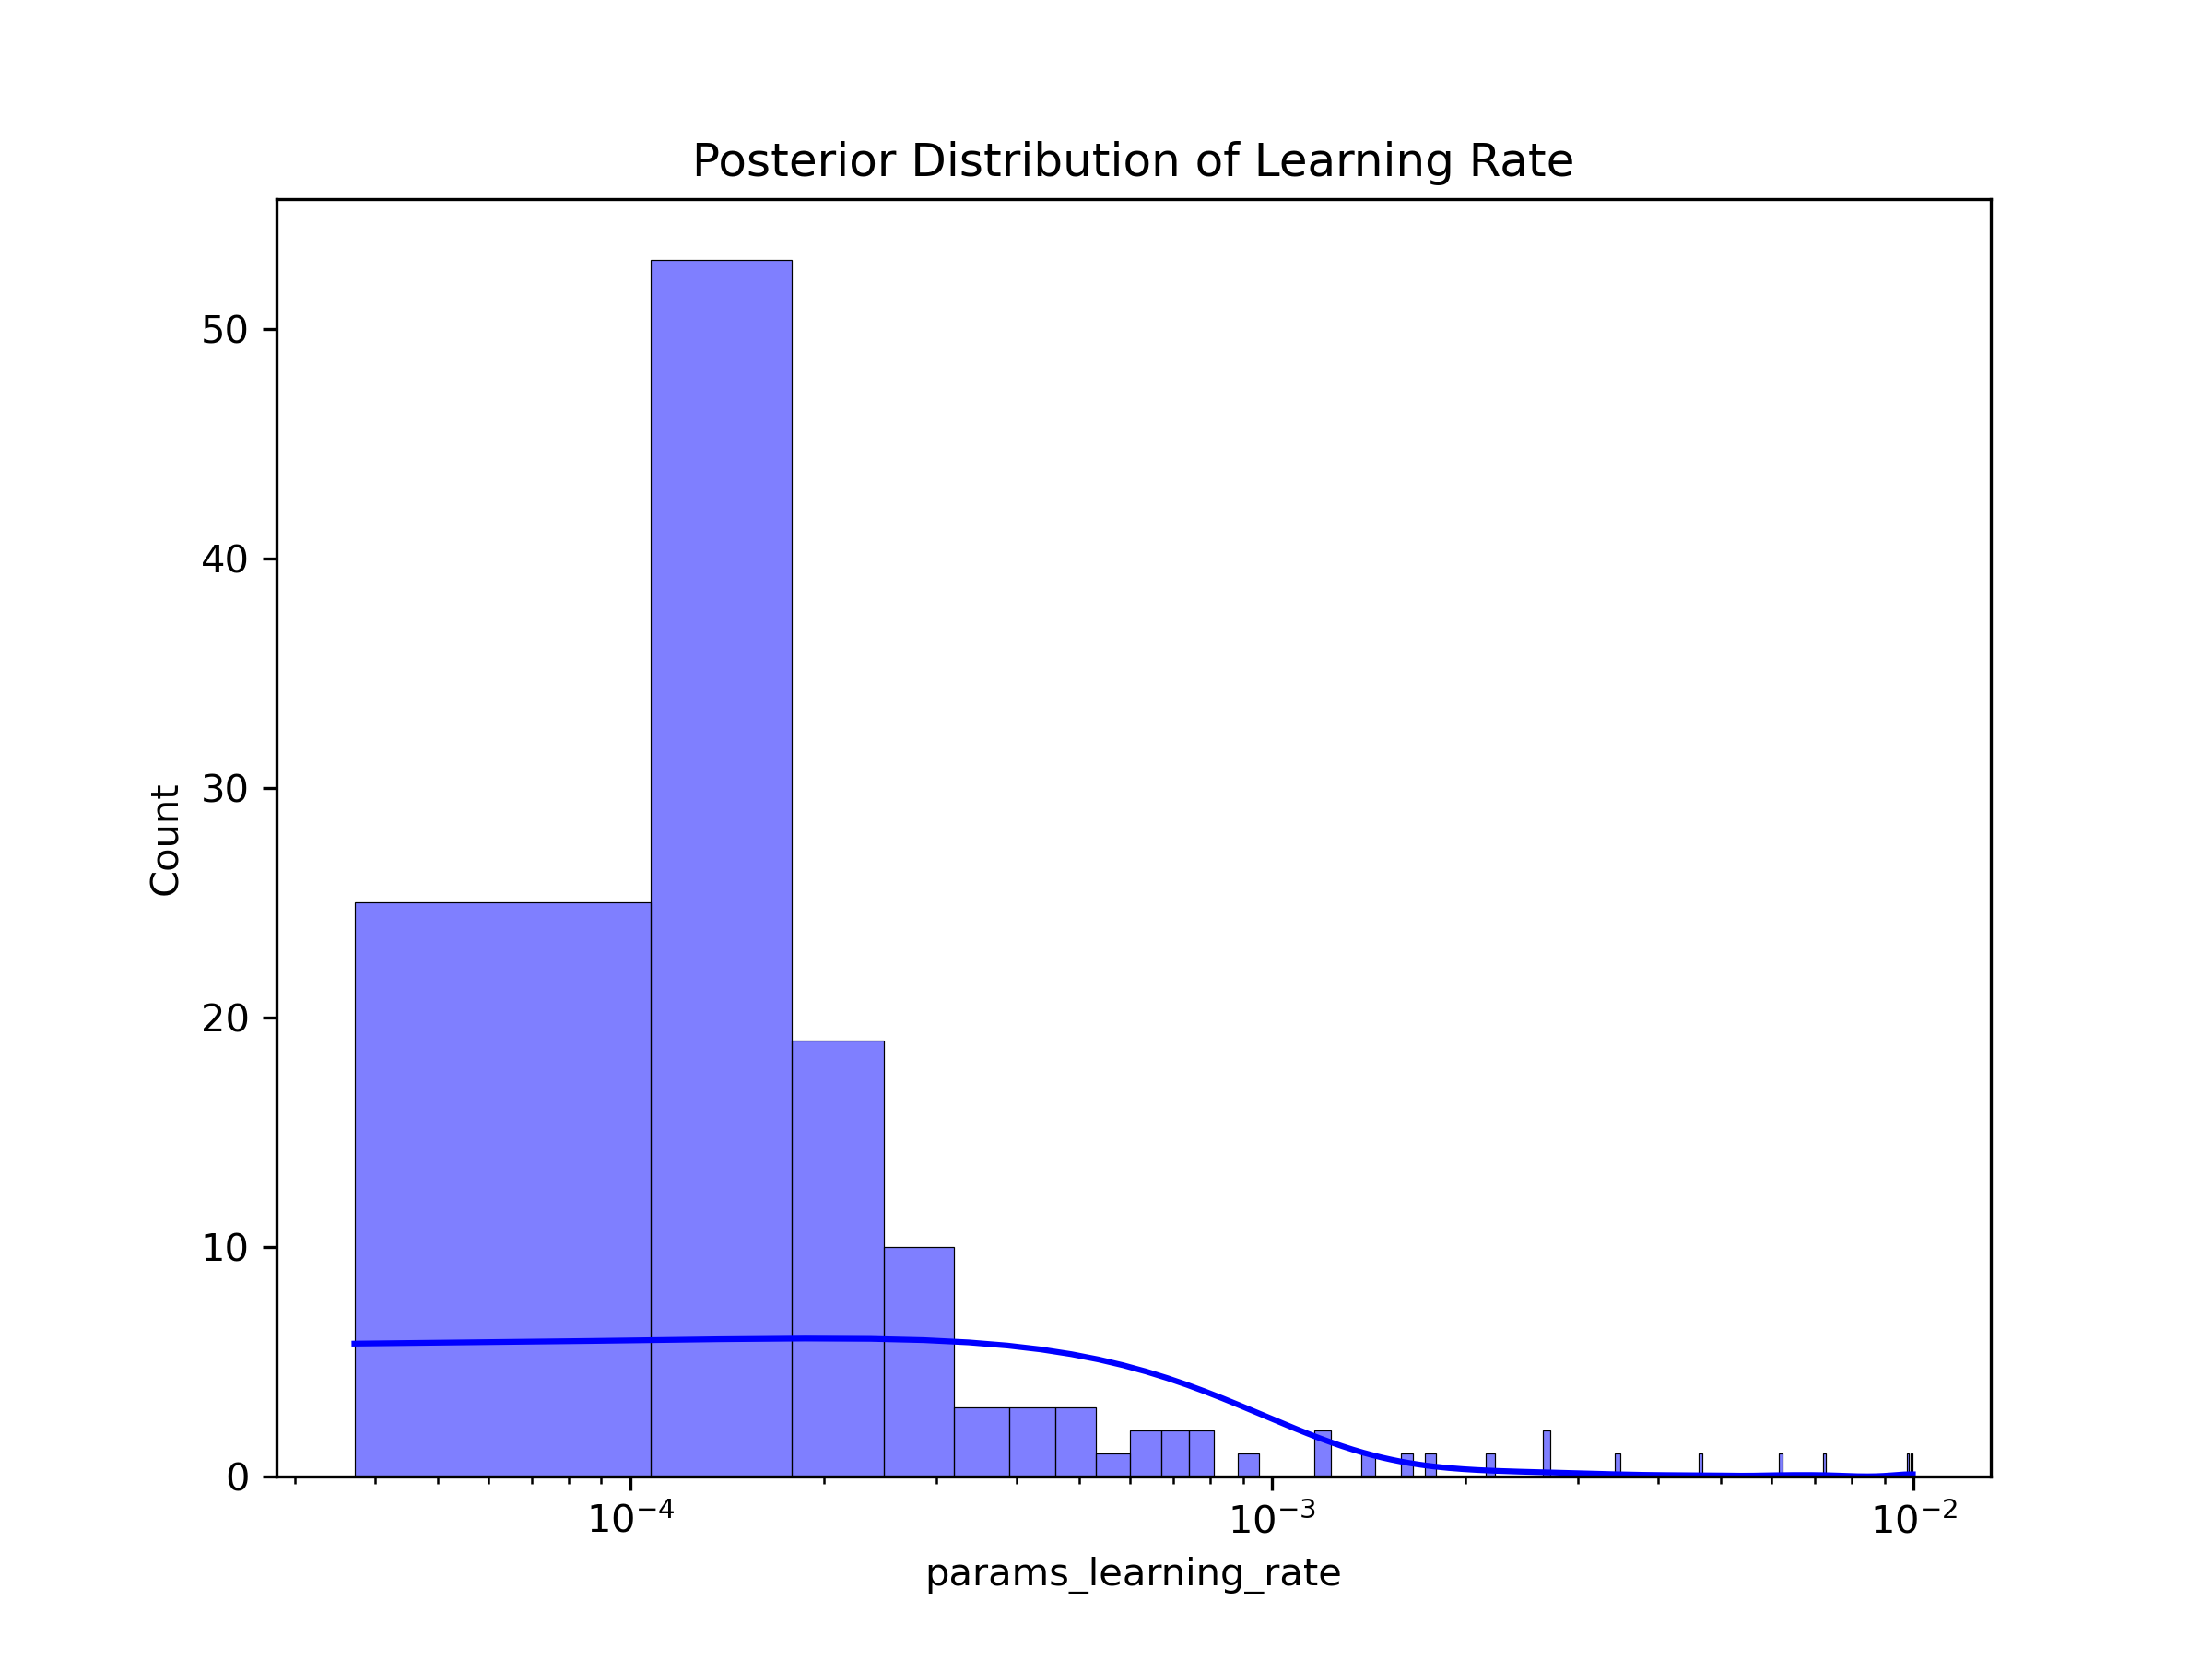 Posterior Distribution of Learning Rate
Count
50
40
30
20
10
0
10⁻⁴ 10⁻³ 10⁻²
params_learning_rate